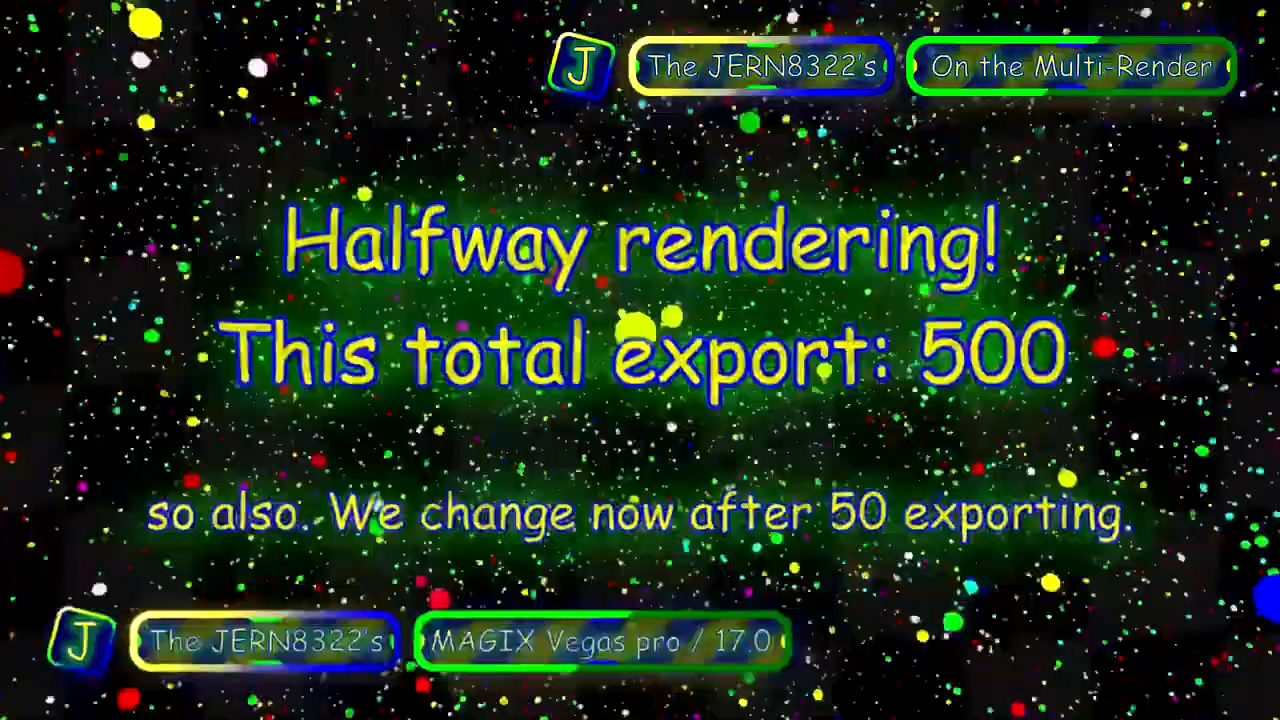 J The JERN8322's On the Multi-Render
Halfway rendering!
This total export: 500
so also. We change now after 50 exporting.
J The JERN8322's MAGIX Vegas pro / 17.0